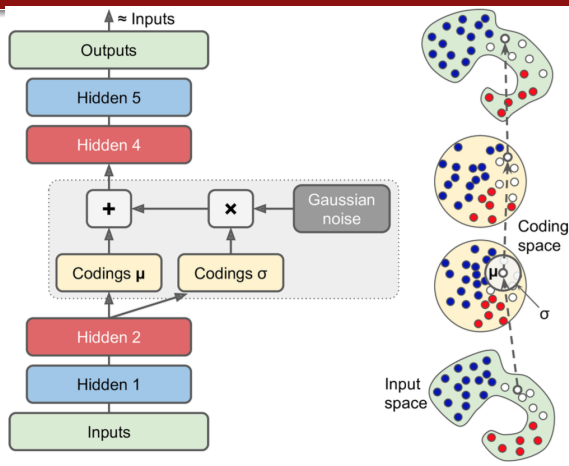 ≈ Inputs
Outputs
Hidden 5
Hidden 4
+
×
Gaussian
noise
Codings μ
Codings σ
Hidden 2
Hidden 1
Inputs
Coding
space
μ
σ
Input
space